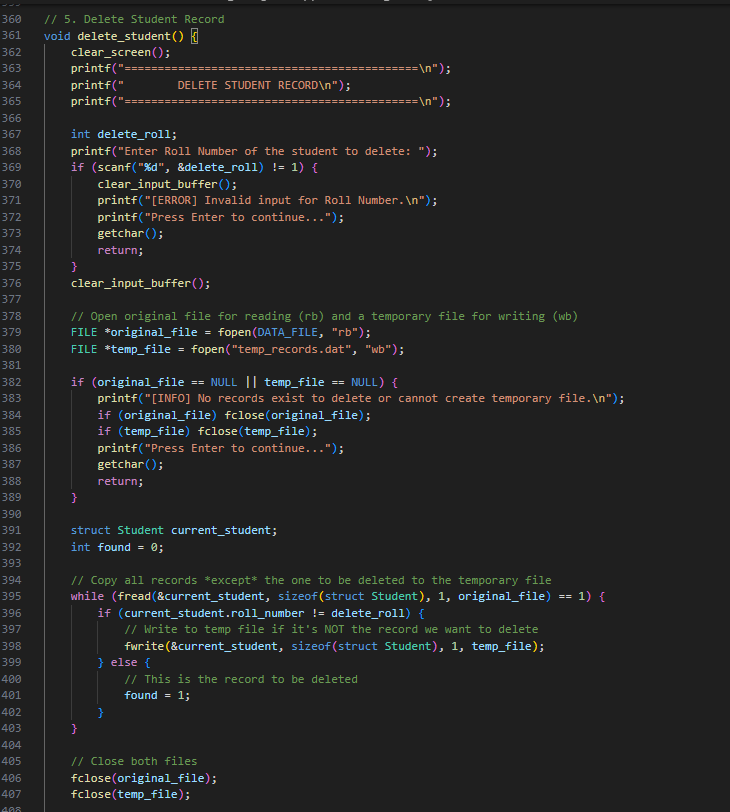 360 // 5. Delete Student Record
361 void delete_student() {
362     clear_screen();
363     printf("============================================\n");
364     printf("        DELETE STUDENT RECORD\n");
365     printf("============================================\n");
366
367     int delete_roll;
368     printf("Enter Roll Number of the student to delete: ");
369     if (scanf("%d", &delete_roll) != 1) {
370         clear_input_buffer();
371         printf("[ERROR] Invalid input for Roll Number.\n");
372         printf("Press Enter to continue...");
373         getchar();
374         return;
375     }
376     clear_input_buffer();
377
378     // Open original file for reading (rb) and a temporary file for writing (wb)
379     FILE *original_file = fopen(DATA_FILE, "rb");
380     FILE *temp_file = fopen("temp_records.dat", "wb");
381
382     if (original_file == NULL || temp_file == NULL) {
383         printf("[INFO] No records exist to delete or cannot create temporary file.\n");
384         if (original_file) fclose(original_file);
385         if (temp_file) fclose(temp_file);
386         printf("Press Enter to continue...");
387         getchar();
388         return;
389     }
390
391     struct Student current_student;
392     int found = 0;
393
394     // Copy all records *except* the one to be deleted to the temporary file
395     while (fread(&current_student, sizeof(struct Student), 1, original_file) == 1) {
396         if (current_student.roll_number != delete_roll) {
397             // Write to temp file if it's NOT the record we want to delete
398             fwrite(&current_student, sizeof(struct Student), 1, temp_file);
399         } else {
400             // This is the record to be deleted
401             found = 1;
402         }
403     }
404
405     // Close both files
406     fclose(original_file);
407     fclose(temp_file);